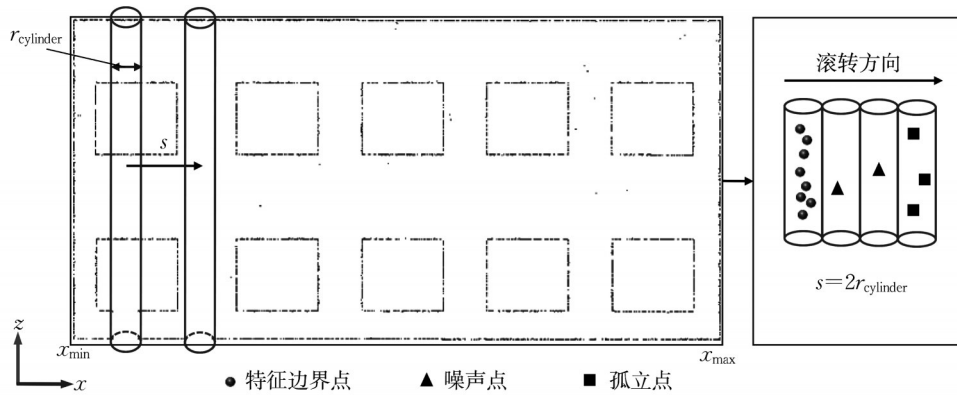 r_cylinder
s
滚转方向
s=2r_cylinder
z
x_min
x_max
x
特征边界点 噪声点 孤立点